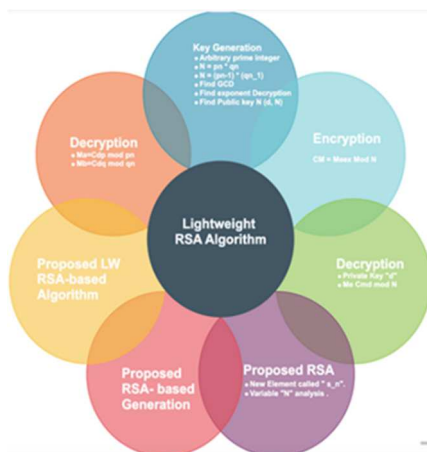 Key Generation
Arbitrary prime integer
N = pn * qn
N = (pn-1) * (qn_1)
Find GCD
Find exponent Decryption
Find Public key N (d, N)
Encryption
CM = Mesx Mod N
Decryption
Private Key "d"
Me Cmd mod N
Proposed RSA
New Element called " s_n".
Variable "N" analysis .
Proposed
RSA- based
Generation
Proposed LW
RSA-based
Algorithm
Decryption
Ma=Cdp mod pn
Mb=Cdq mod qn
Lightweight
RSA Algorithm